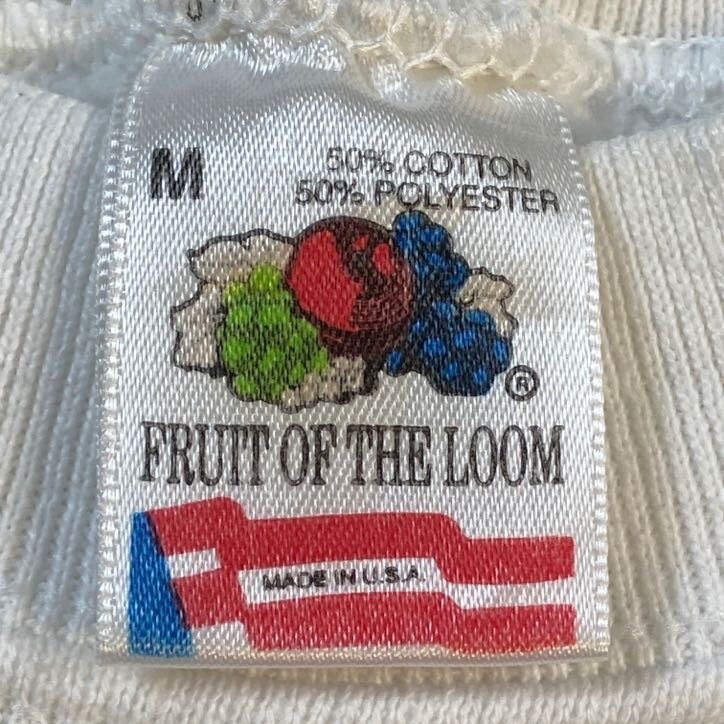 M
50% COTTON
50% POLYESTER
®
FRUIT OF THE LOOM
MADE IN U.S.A.